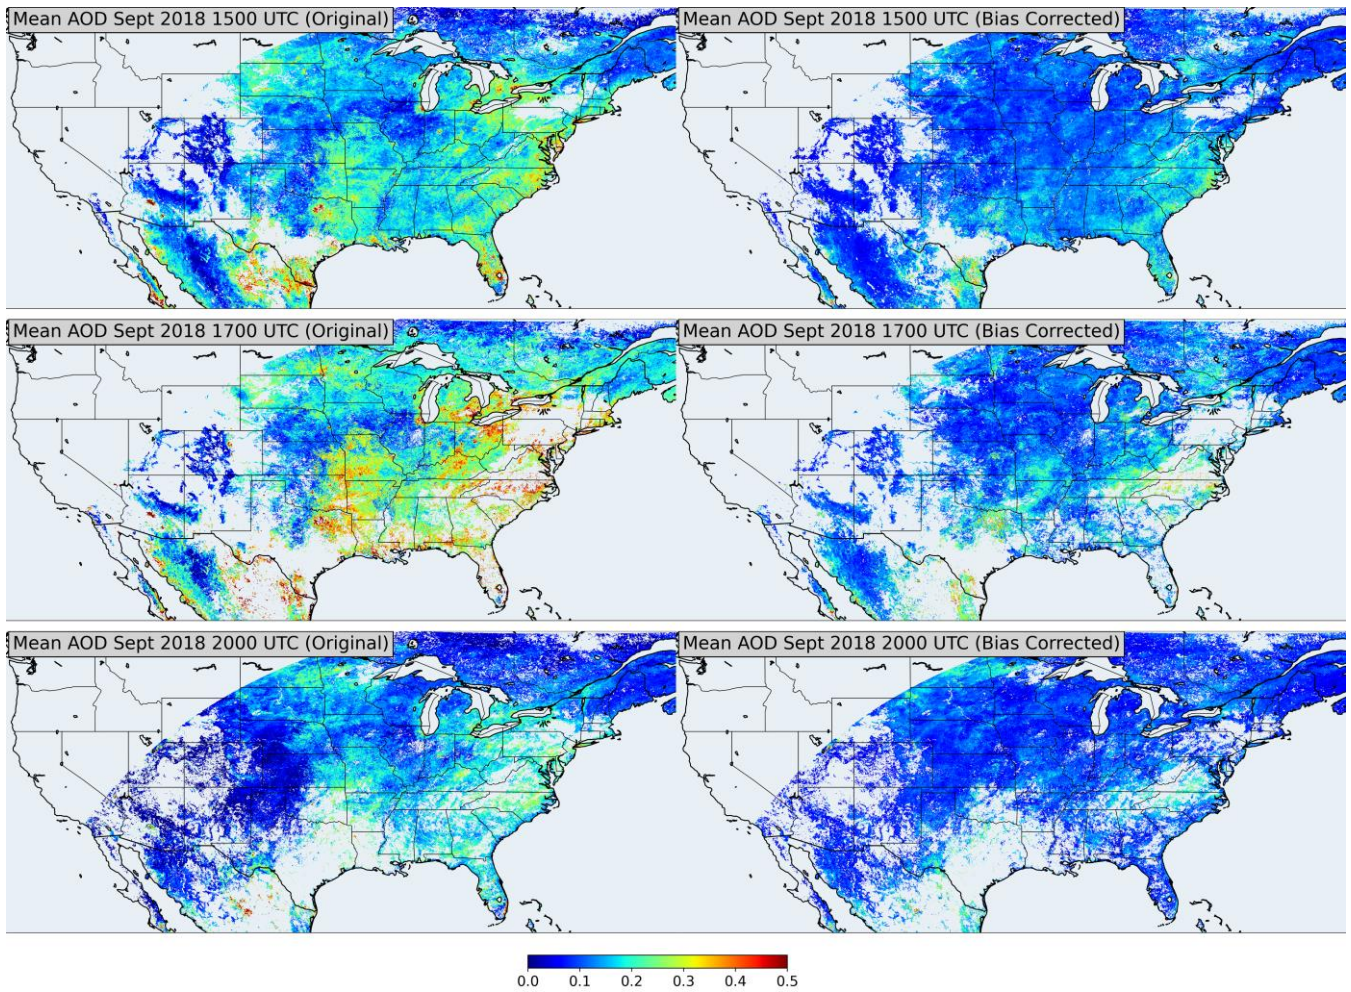 Mean AOD Sept 2018 1500 UTC (Original)
Mean AOD Sept 2018 1500 UTC (Bias Corrected)
Mean AOD Sept 2018 1700 UTC (Original)
Mean AOD Sept 2018 1700 UTC (Bias Corrected)
Mean AOD Sept 2018 2000 UTC (Original)
Mean AOD Sept 2018 2000 UTC (Bias Corrected)
0.0 0.1 0.2 0.3 0.4 0.5